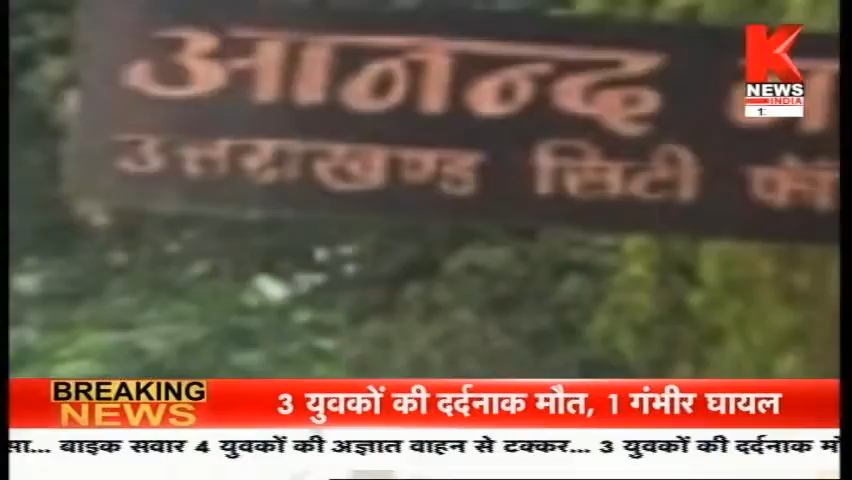 आनन्द
उत्तराखण्ड सिटी
K
NEWS
INDIA
BREAKING
NEWS
3 युवकों की दर्दनाक मौत, 1 गंभीर घायल
सा... बाइक सवार 4 युवकों की अज्ञात वाहन से टक्कर... 3 युवकों की दर्दनाक